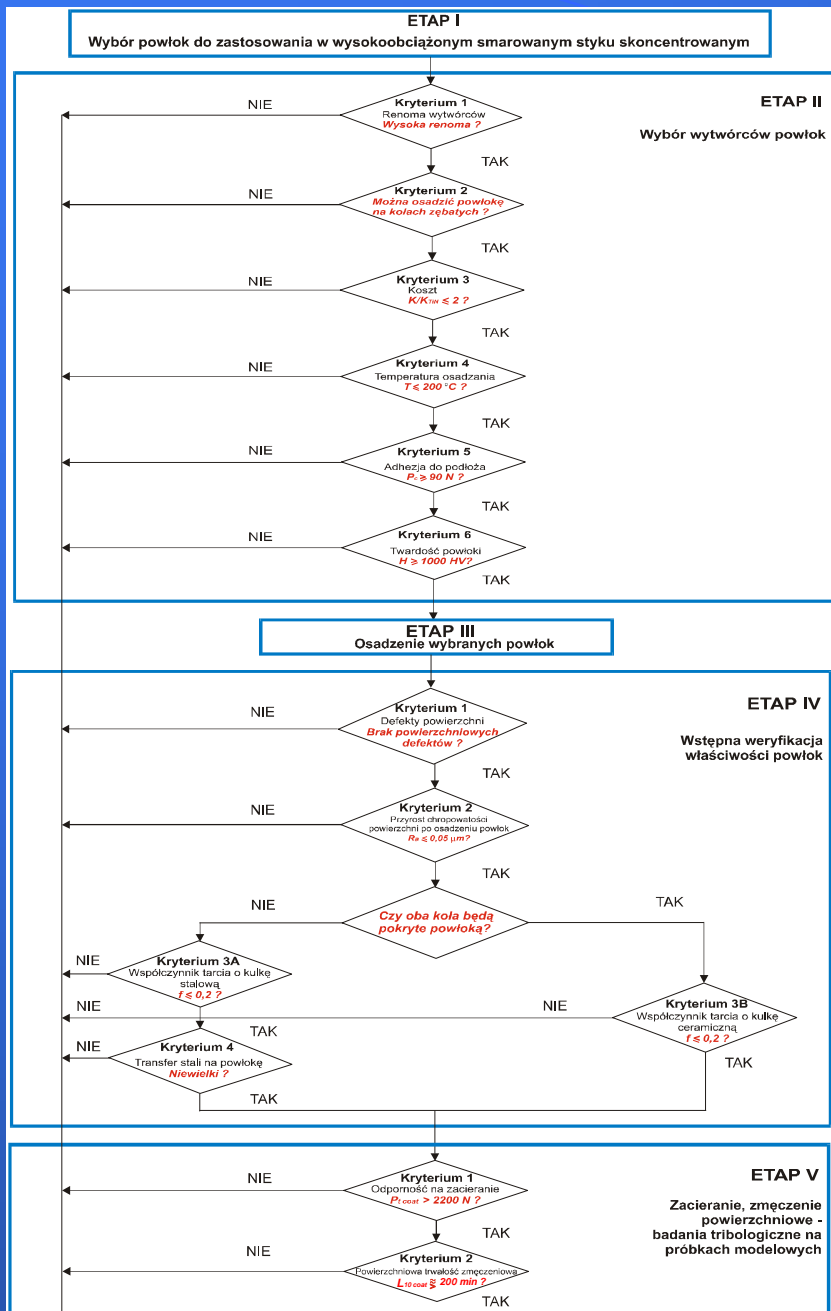 ETAP I
Wybór powłok do zastosowania w wysokoobciążonym smarowanym styku skoncentrowanym
ETAP II
Wybór wytwórców powłok
Kryterium 1
Renoma wytwórców
Wysoka renoma ?
NIE
TAK
Kryterium 2
Można osadzić powłokę
na kołach zębatych ?
NIE
TAK
Kryterium 3
Koszt
K/KTiN ⩽ 2 ?
NIE
TAK
Kryterium 4
Temperatura osadzania
T ⩽ 200 °C ?
NIE
TAK
Kryterium 5
Adhezja do podłoża
Pc ⩾ 90 N ?
NIE
TAK
Kryterium 6
Twardość powłoki
H ⩾ 1000 HV?
NIE
TAK
ETAP III
Osadzenie wybranych powłok
ETAP IV
Wstępna weryfikacja
właściwości powłok
Kryterium 1
Defekty powierzchni
Brak powierzchniowych
defektów ?
NIE
TAK
Kryterium 2
Przyrost chropowatości
powierzchni po osadzeniu powłok
Ra ⩽ 0,05 µm?
NIE
TAK
Czy oba koła będą
pokryte powłoką?
NIE
TAK
Kryterium 3A
Współczynnik tarcia o kulkę
stalową
f ⩽ 0,2 ?
NIE
TAK
Kryterium 3B
Współczynnik tarcia o kulkę
ceramiczną
f ⩽ 0,2 ?
NIE
TAK
Kryterium 4
Transfer stali na powłokę
Niewielki ?
NIE
TAK
ETAP V
Zacieranie, zmęczenie
powierzchniowe -
badania tribologiczne na
próbkach modelowych
Kryterium 1
Odporność na zacieranie
Pt coat > 2200 N ?
NIE
TAK
Kryterium 2
Powierzchniowa trwałość zmęczeniowa
L10 coat 200 min ?
NIE
TAK